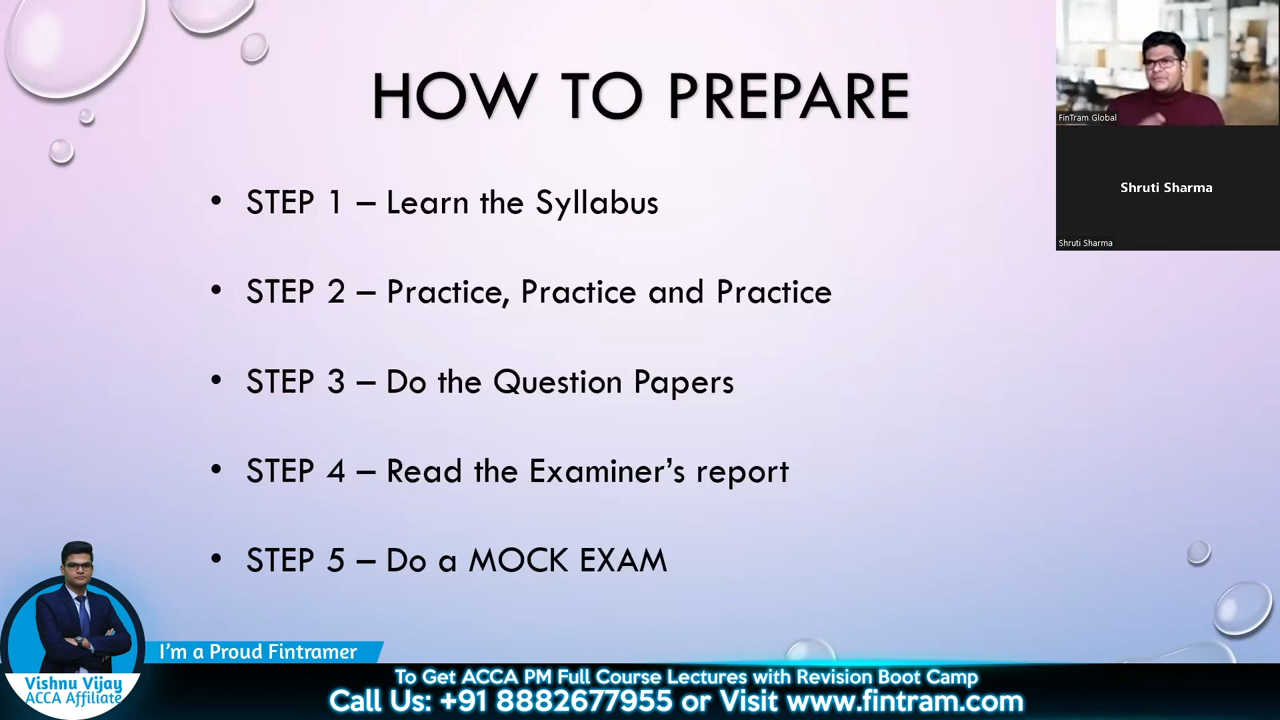 HOW TO PREPARE
FinTram Global
Shruti Sharma
Shruti Sharma
• STEP 1 – Learn the Syllabus
• STEP 2 – Practice, Practice and Practice
• STEP 3 – Do the Question Papers
• STEP 4 – Read the Examiner’s report
• STEP 5 – Do a MOCK EXAM
I’m a Proud Fintramer
Vishnu Vijay
ACCA Affiliate
To Get ACCA PM Full Course Lectures with Revision Boot Camp
Call Us: +91 8882677955 or Visit www.fintram.com